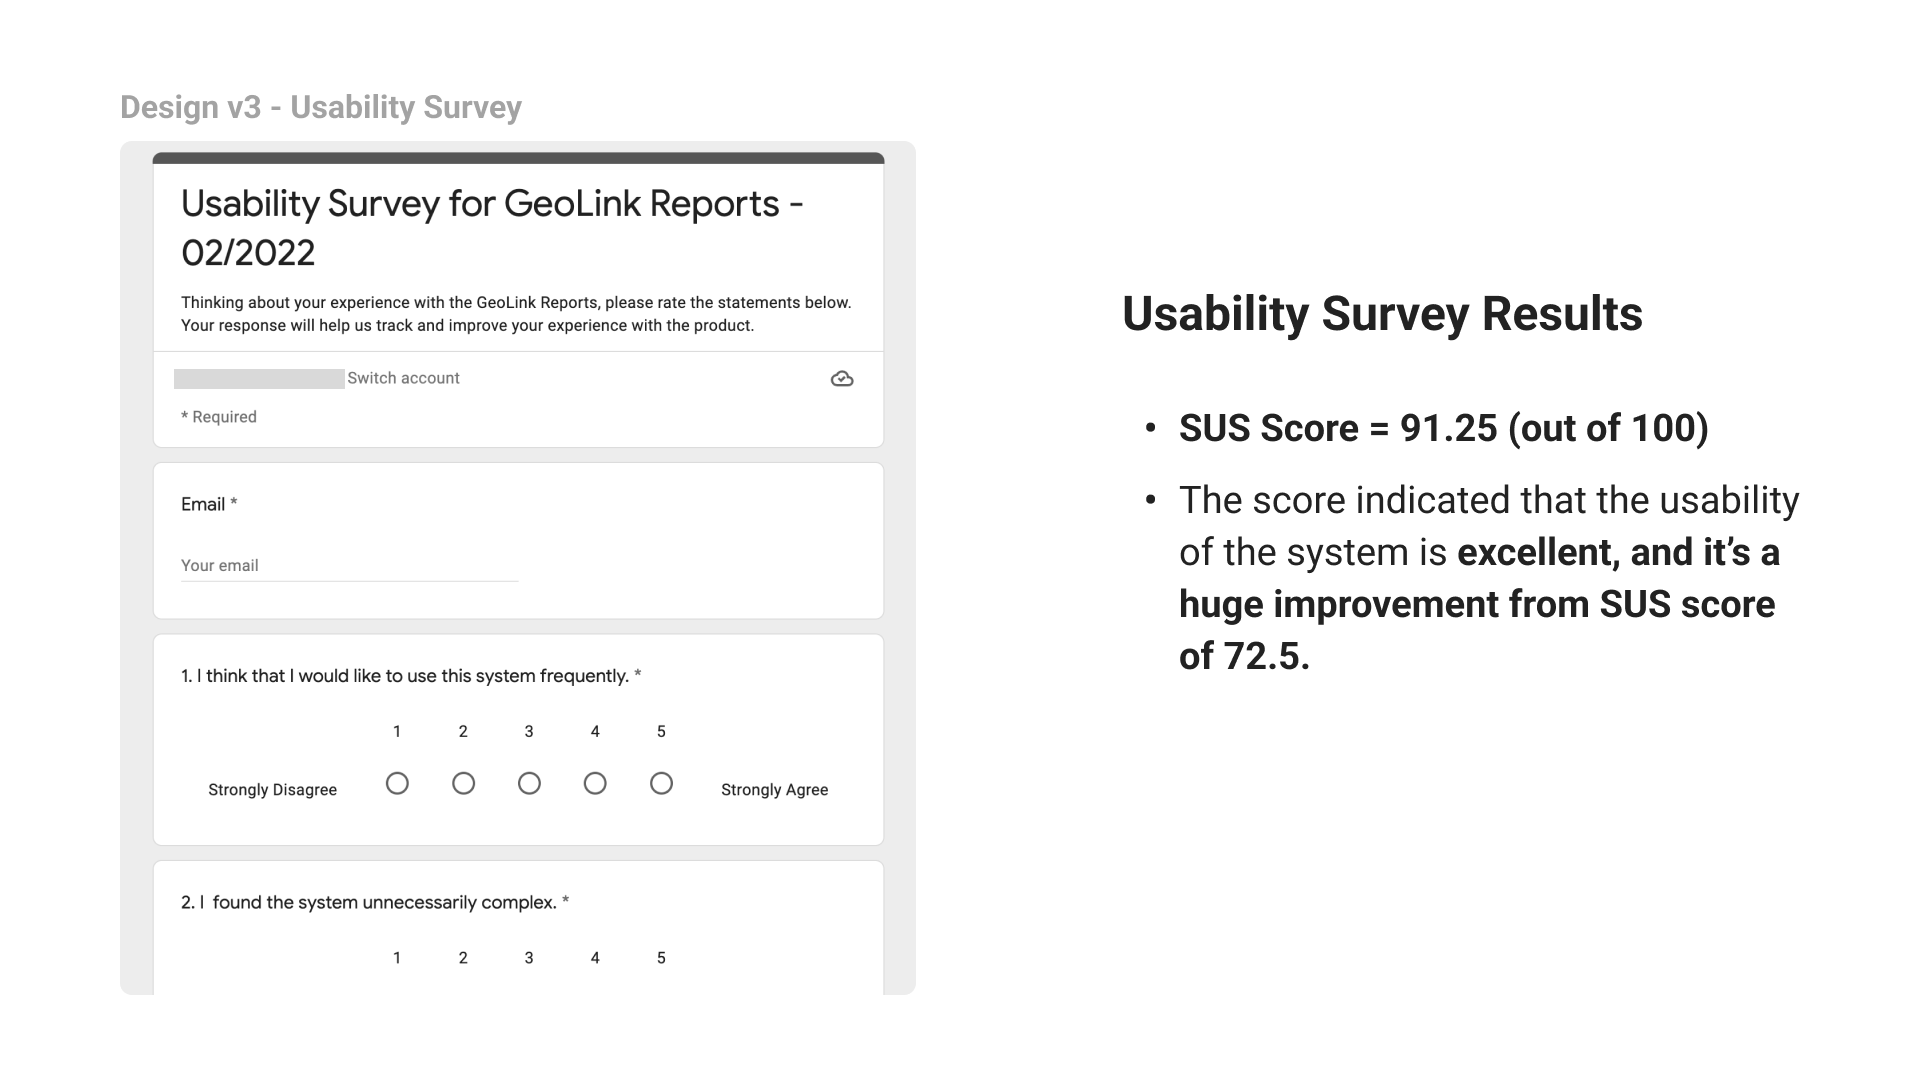 Design v3 - Usability Survey
Usability Survey for GeoLink Reports -
02/2022
Thinking about your experience with the GeoLink Reports, please rate the statements below.
Your response will help us track and improve your experience with the product.
Switch account
* Required
Email *
Your email
1. I think that I would like to use this system frequently. *
1 2 3 4 5
Strongly Disagree Strongly Agree
2. I found the system unnecessarily complex. *
1 2 3 4 5
Usability Survey Results
• SUS Score = 91.25 (out of 100)
• The score indicated that the usability
of the system is excellent, and it’s a
huge improvement from SUS score
of 72.5.